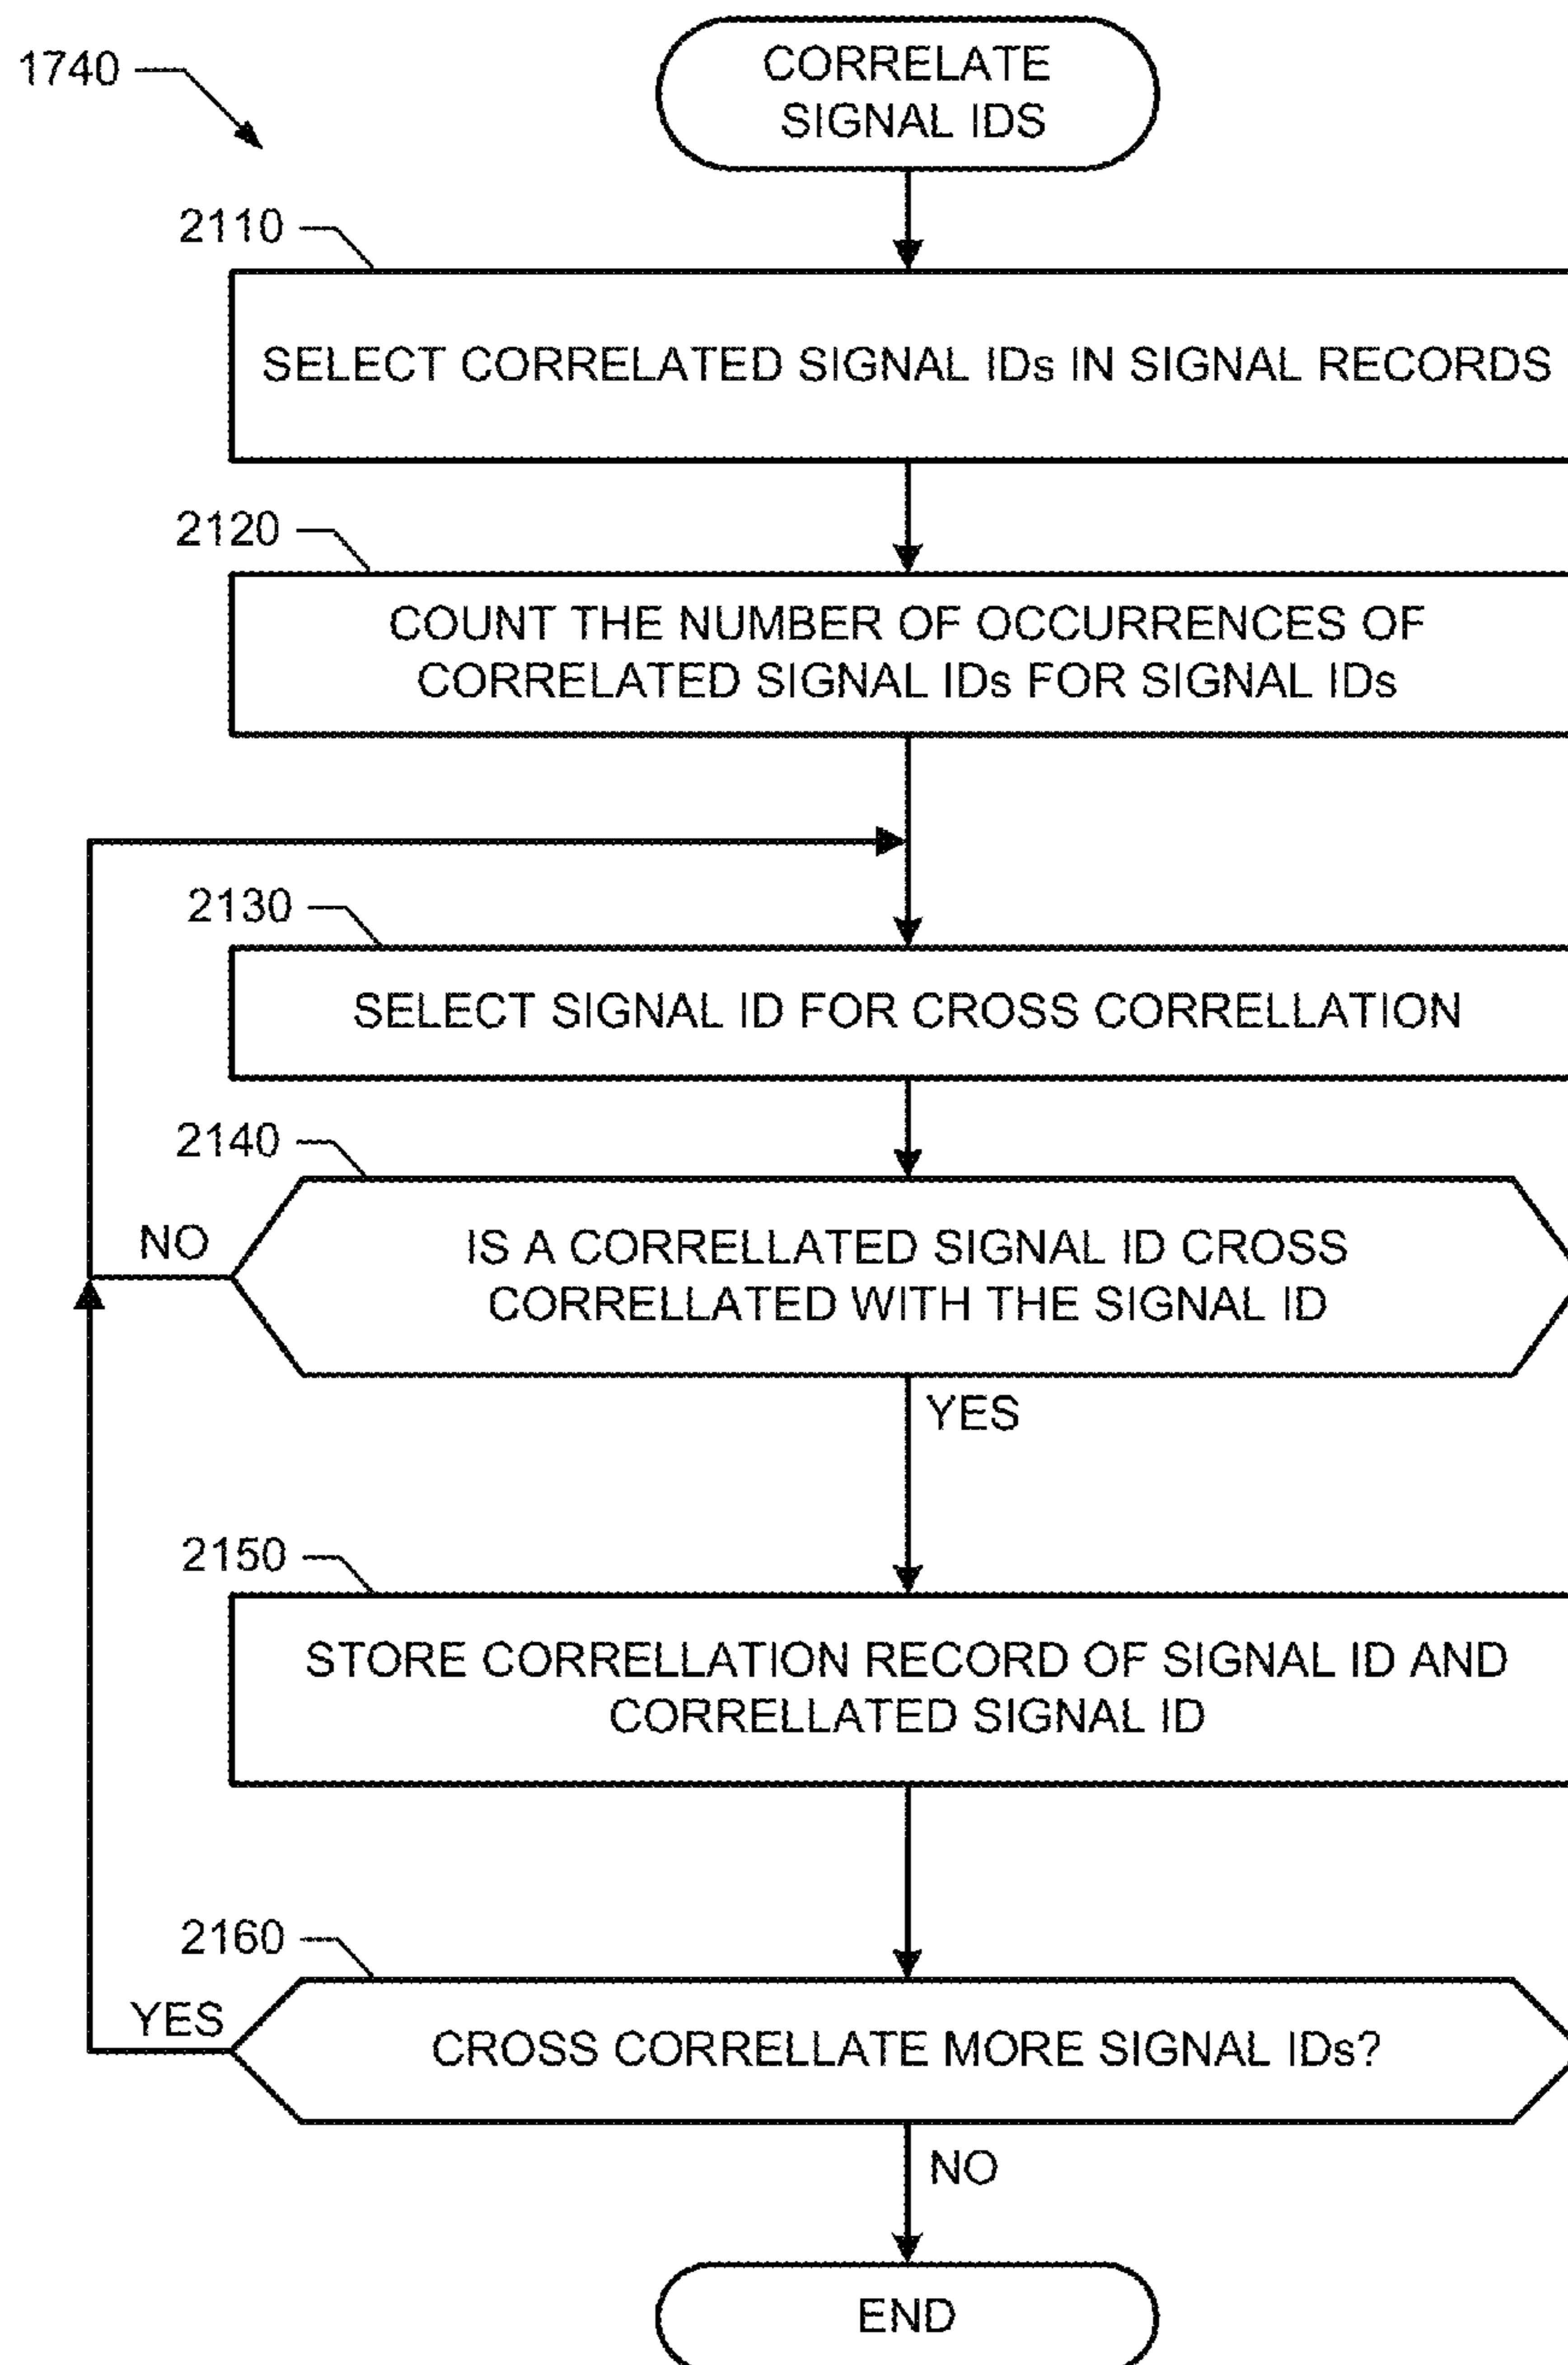 1740
CORRELATE
SIGNAL IDS
2110
SELECT CORRELATED SIGNAL IDs IN SIGNAL RECORDS
2120
COUNT THE NUMBER OF OCCURRENCES OF
CORRELATED SIGNAL IDs FOR SIGNAL IDs
2130
SELECT SIGNAL ID FOR CROSS CORRELLATION
2140
NO
IS A CORRELLATED SIGNAL ID CROSS
CORRELLATED WITH THE SIGNAL ID
YES
2150
STORE CORRELLATION RECORD OF SIGNAL ID AND
CORRELLATED SIGNAL ID
2160
YES
CROSS CORRELLATE MORE SIGNAL IDs?
NO
END